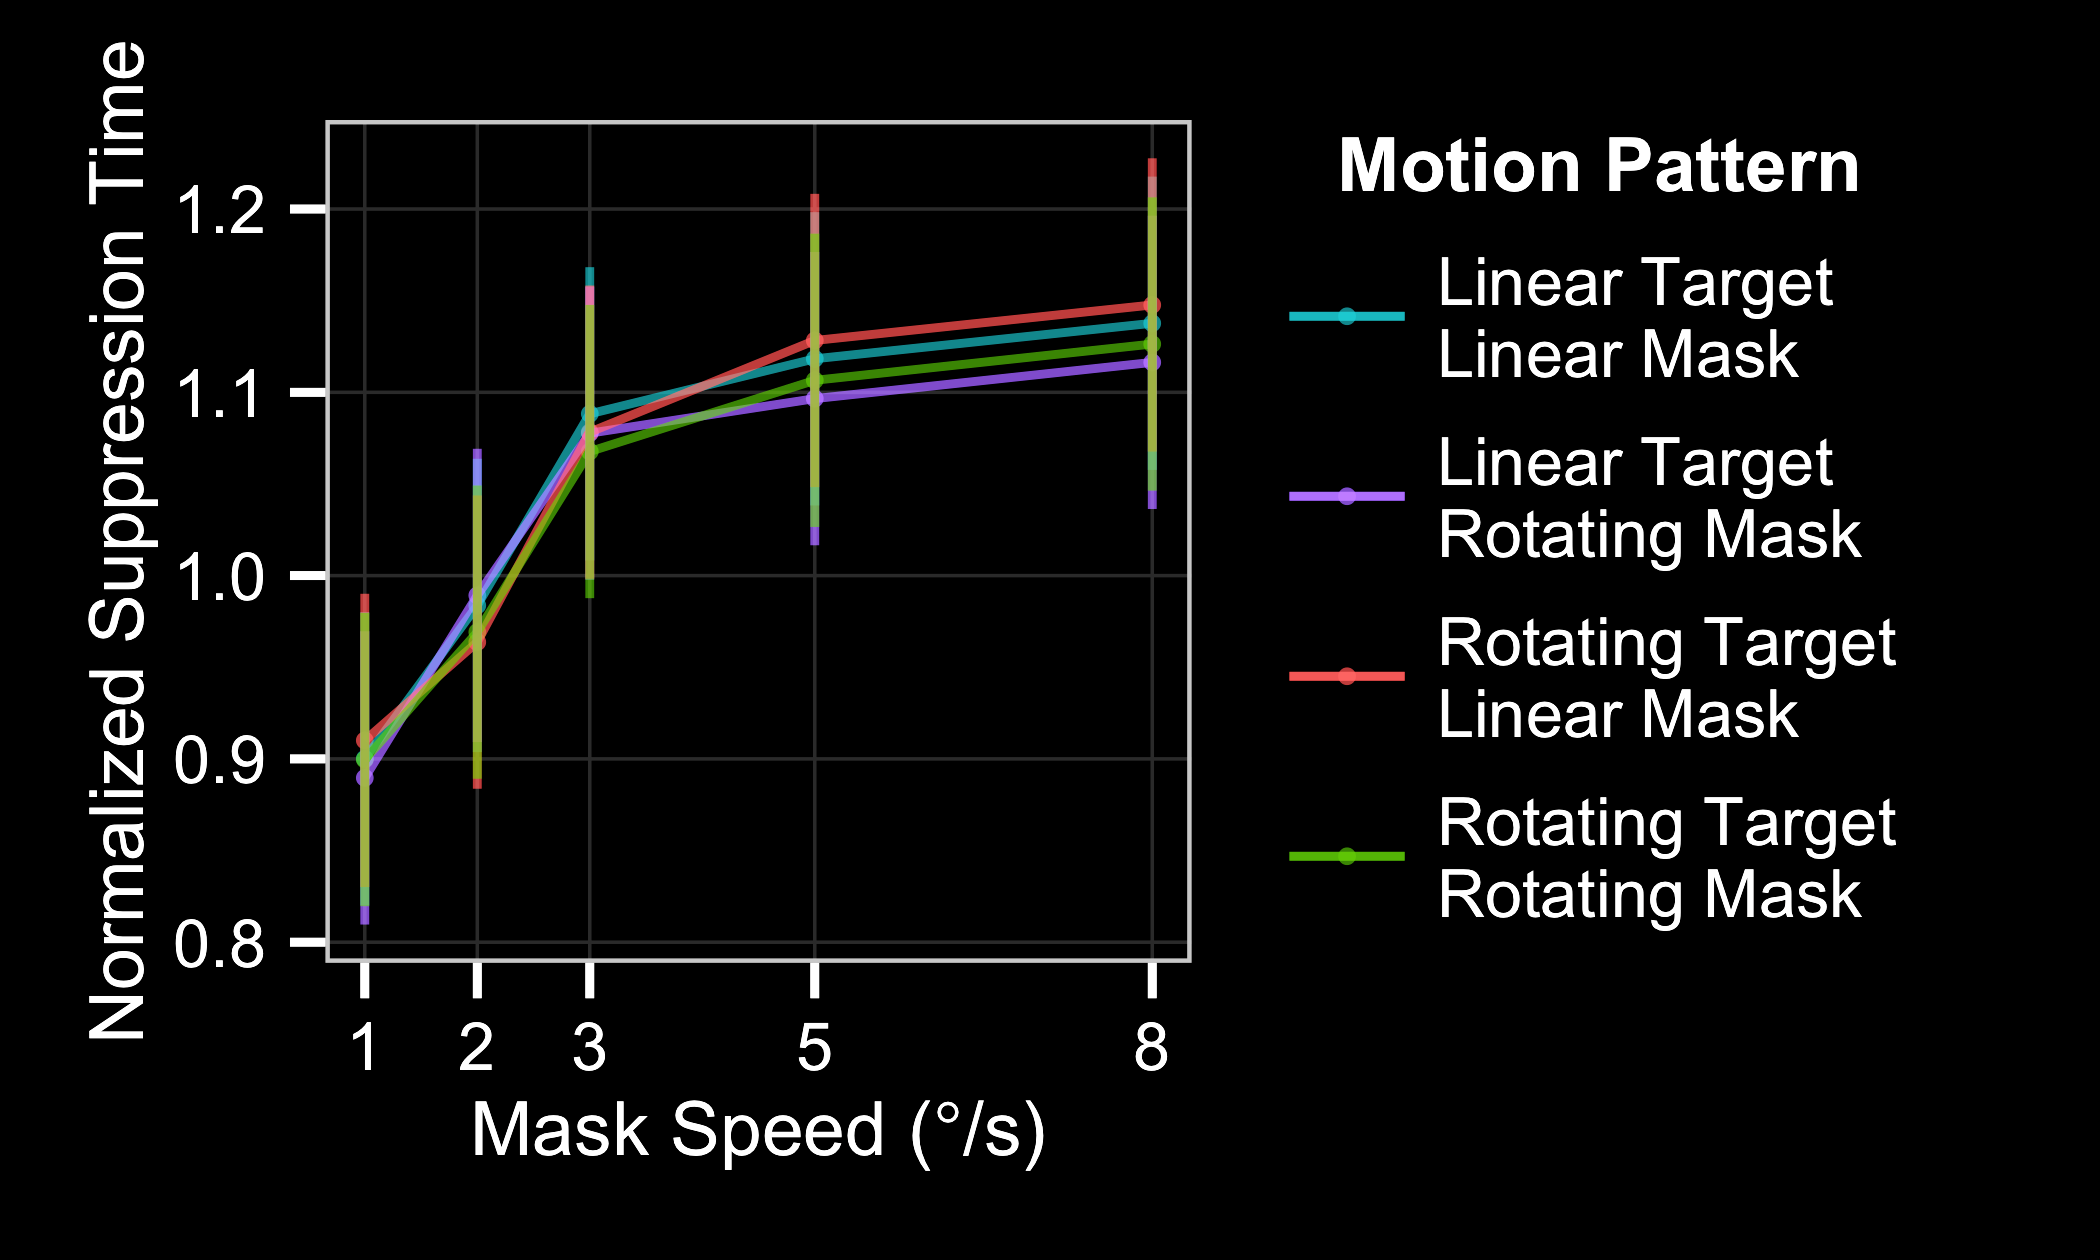 Normalized Suppression Time
1.2
1.1
1.0
0.9
0.8
1 2 3 5 8
Mask Speed (°/s)
Motion Pattern
Linear Target
Linear Mask
Linear Target
Rotating Mask
Rotating Target
Linear Mask
Rotating Target
Rotating Mask